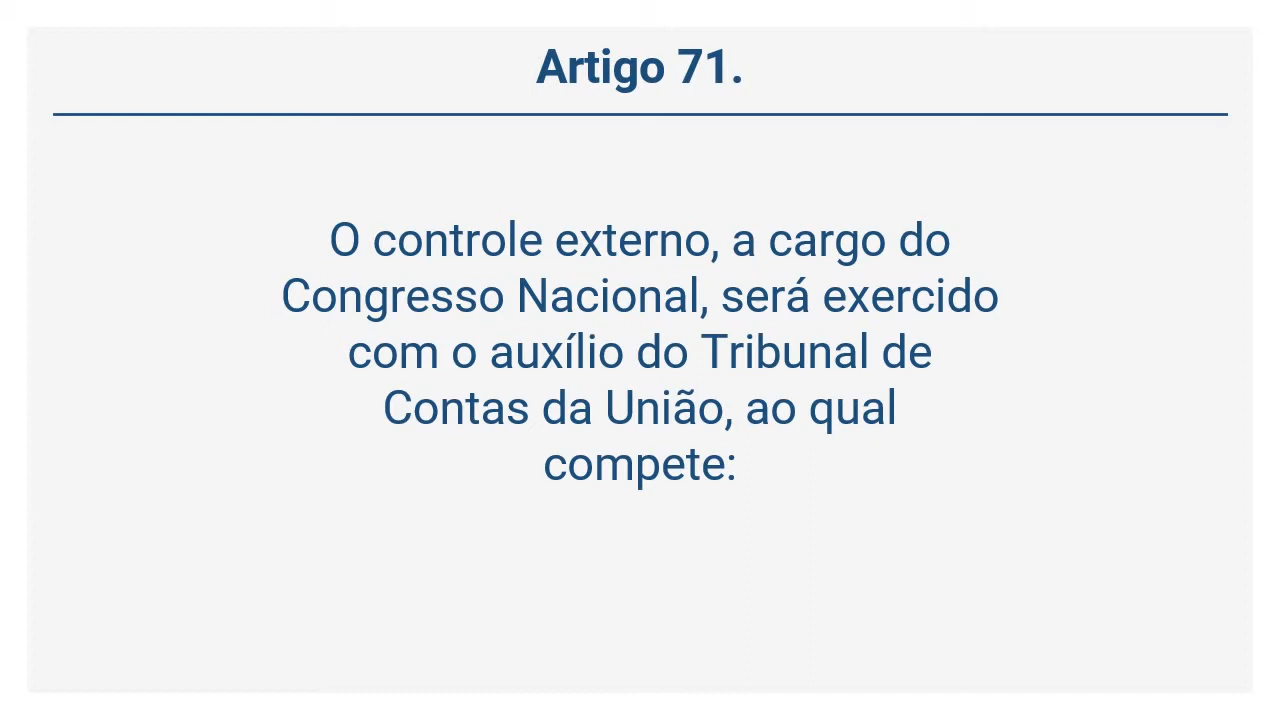 Artigo 71.
O controle externo, a cargo do
Congresso Nacional, será exercido
com o auxílio do Tribunal de
Contas da União, ao qual
compete: